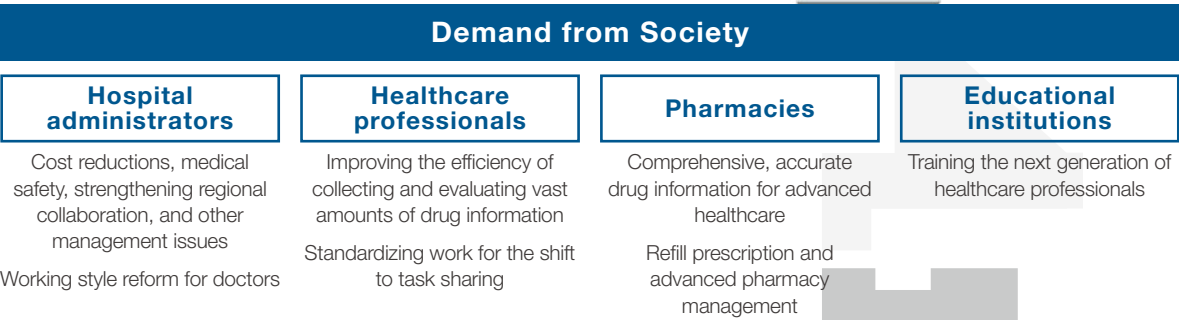 Demand from Society
Hospital
administrators
Cost reductions, medical
safety, strengthening regional
collaboration, and other
management issues
Working style reform for doctors
Healthcare
professionals
Improving the efficiency of
collecting and evaluating vast
amounts of drug information
Standardizing work for the shift
to task sharing
Pharmacies
Comprehensive, accurate
drug information for advanced
healthcare
Refill prescription and
advanced pharmacy
management
Educational
institutions
Training the next generation of
healthcare professionals